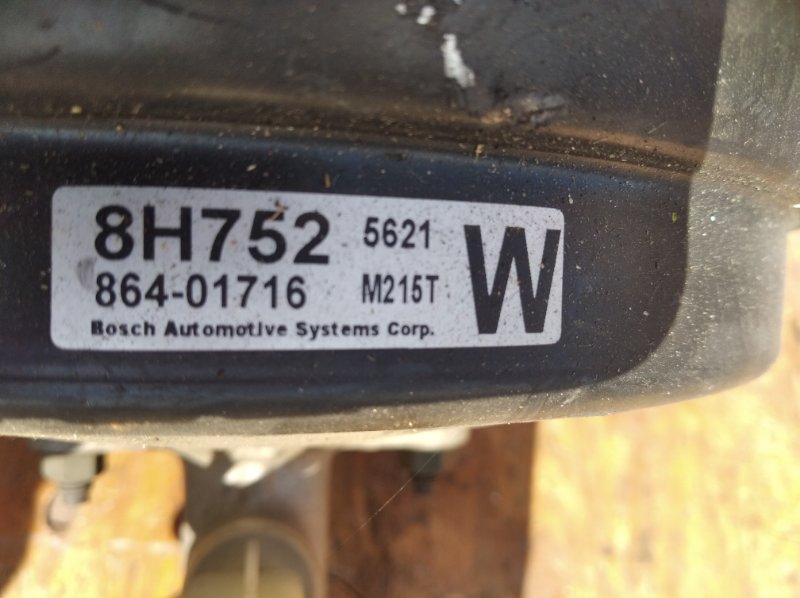 8H752 5621 W
864-01716 M215T
Bosch Automotive Systems Corp.